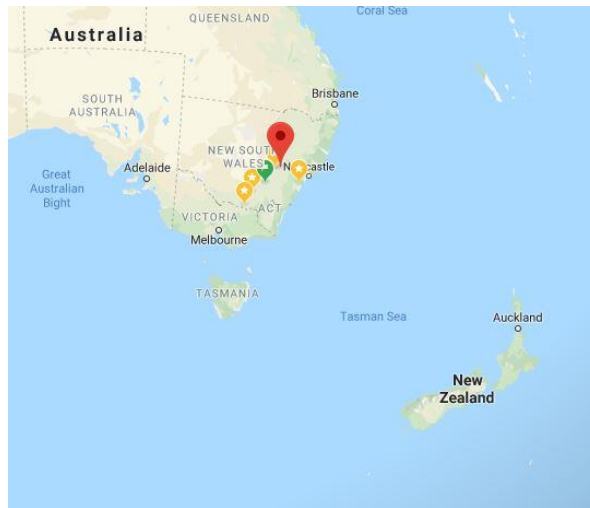 Coral Sea
QUEENSLAND
Australia
Brisbane
SOUTH
AUSTRALIA
NEW SOUTH
WALES
Adelaide
Great
Australian
Bight
ACT
VICTORIA
Melbourne
TASMANIA
Tasman Sea
Auckland
New
Zealand